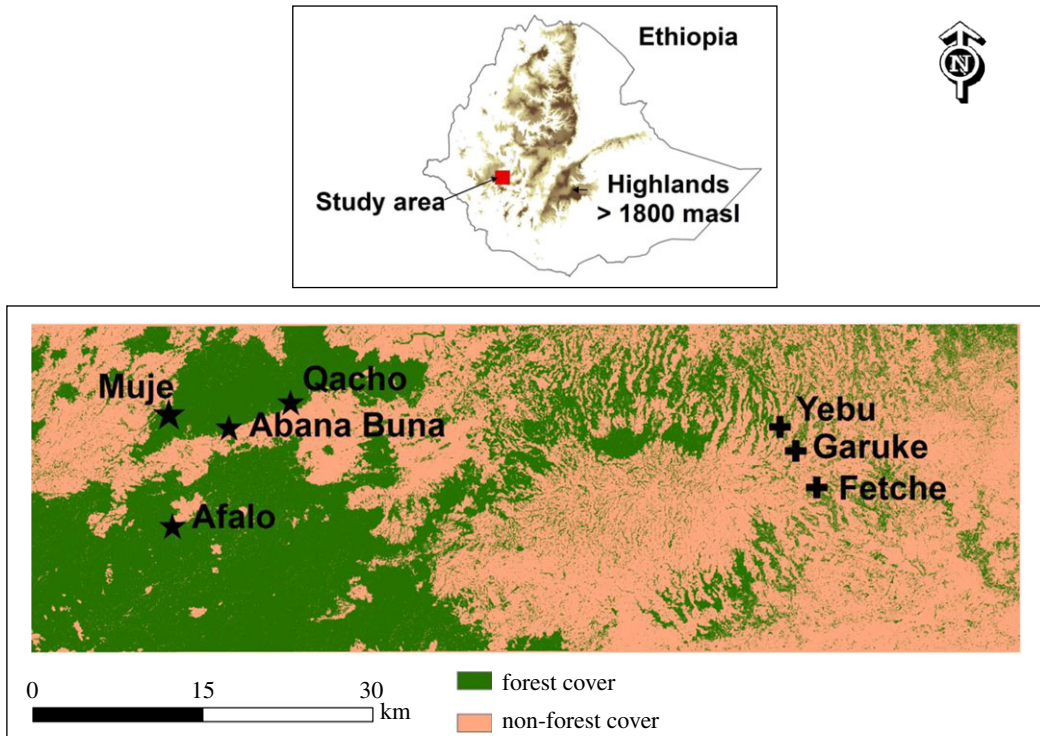 Ethiopia
N
Study area
Highlands
> 1800 masl
Muje
Qacho
Abana Buna
Afalo
Yebu
Garuke
Fetche
0 15 30
km
forest cover
non-forest cover